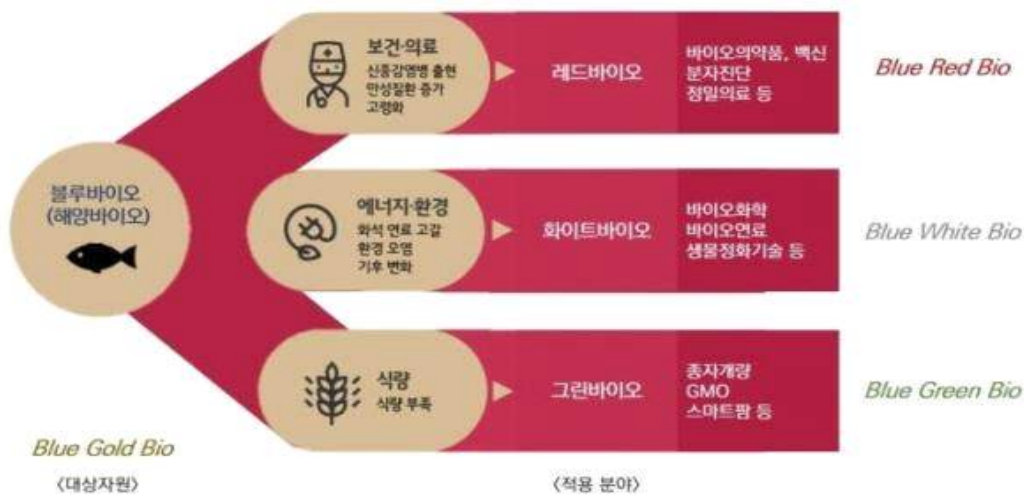 블루바이오
(해양바이오)
보건·의료
신종감염병 출현
만성질환 증가
고령화
레드바이오
바이오의약품, 백신
분자진단
정밀의료 등
Blue Red Bio
에너지·환경
화석 연료 고갈
환경 오염
기후 변화
화이트바이오
바이오화학
바이오연료
생물정화기술 등
Blue White Bio
식량
식량 부족
그린바이오
종자개량
GMO
스마트팜 등
Blue Green Bio
Blue Gold Bio
<대상자원>
<적용 분야>